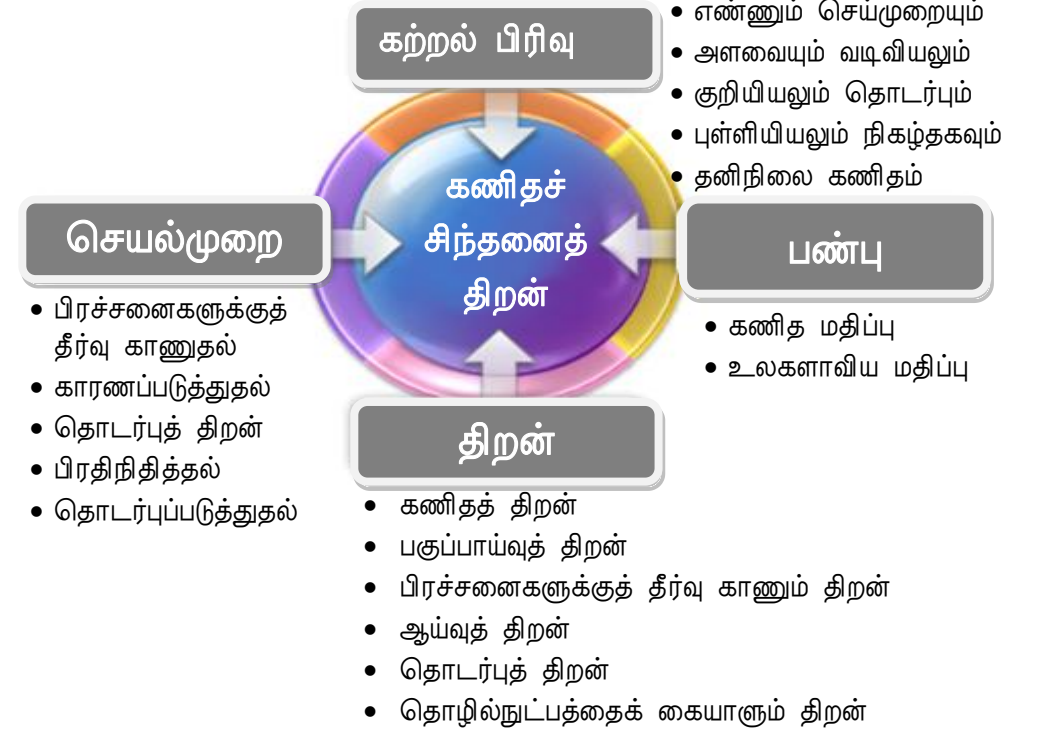 கற்றல் பிரிவு
• எண்ணும் செய்முறையும்
• அளவையும் வடிவியலும்
• குறியியலும் தொடர்பும்
• புள்ளியியலும் நிகழ்தகவும்
• தனிநிலை கணிதம்
கணிதச்
சிந்தனைத்
திறன்
செயல்முறை
• பிரச்சனைகளுக்குத்
தீர்வு காணுதல்
• காரணப்படுத்துதல்
• தொடர்புத் திறன்
• பிரதிநிதித்தல்
• தொடர்புப்படுத்துதல்
பண்பு
• கணித மதிப்பு
• உலகளாவிய மதிப்பு
திறன்
• கணிதத் திறன்
• பகுப்பாய்வுத் திறன்
• பிரச்சனைகளுக்குத் தீர்வு காணும் திறன்
• ஆய்வுத் திறன்
• தொடர்புத் திறன்
• தொழில்நுட்பத்தைக் கையாளும் திறன்